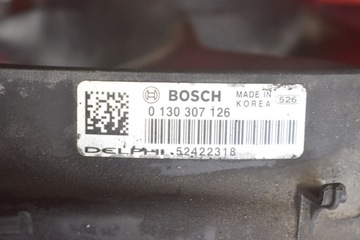 BOSCH MADE IN KOREA 526
0 130 307 126
DELPHI 52422318